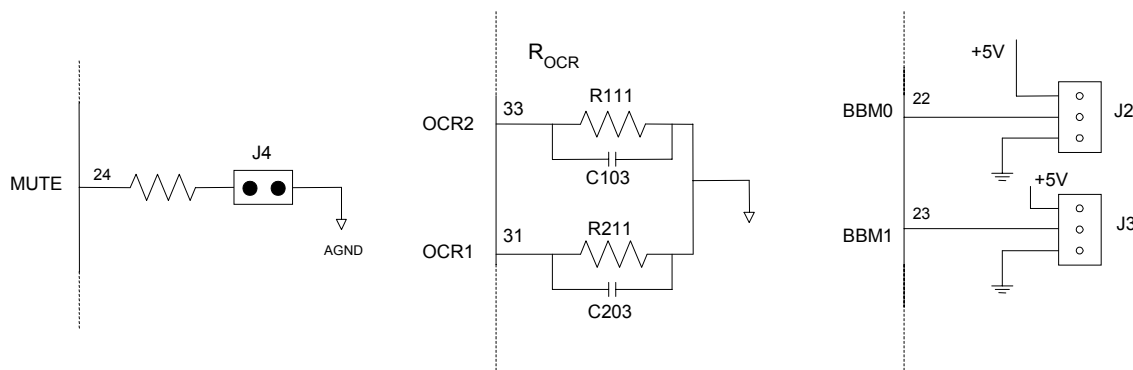 MUTE
24
J4
AGND
R_OCR
OCR2
33
R111
C103
OCR1
31
R211
C203
+5V
BBM0
22
J2
+5V
BBM1
23
J3